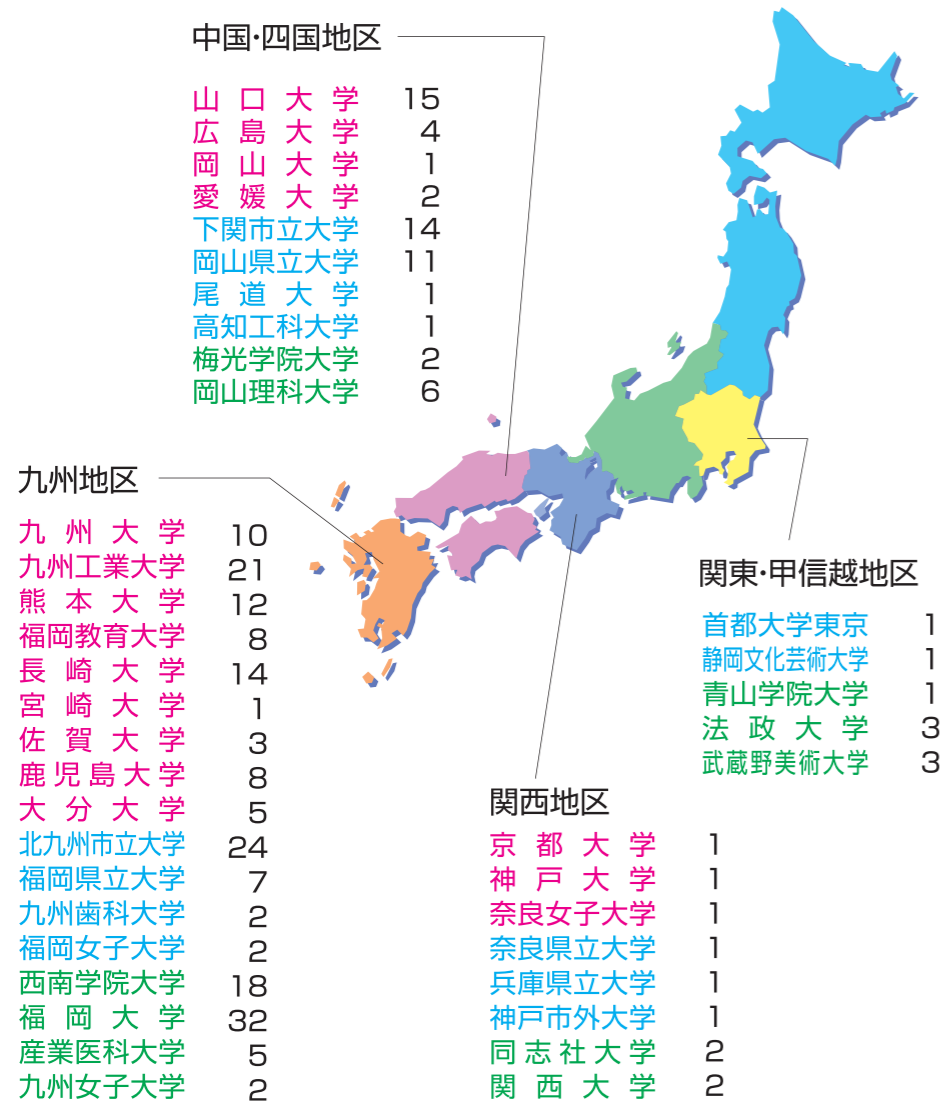 中国・四国地区
山口大学 15
広島大学 4
岡山大学 1
愛媛大学 2
下関市立大学 14
岡山県立大学 11
尾道大学 1
高知工科大学 1
梅光学院大学 2
岡山理科大学 6
九州地区
九州大学 10
九州工業大学 21
熊本大学 12
福岡教育大学 8
長崎大学 14
宮崎大学 1
佐賀大学 3
鹿児島大学 8
大分大学 5
北九州市立大学 24
福岡県立大学 7
九州歯科大学 2
福岡女子大学 2
西南学院大学 18
福岡大学 32
産業医科大学 5
九州女子大学 2
関西地区
京都大学 1
神戸大学 1
奈良女子大学 1
奈良県立大学 1
兵庫県立大学 1
神戸市外大学 1
同志社大学 2
関西大学 2
関東・甲信越地区
首都大学東京 1
静岡文化芸術大学 1
青山学院大学 1
法政大学 3
武蔵野美術大学 3